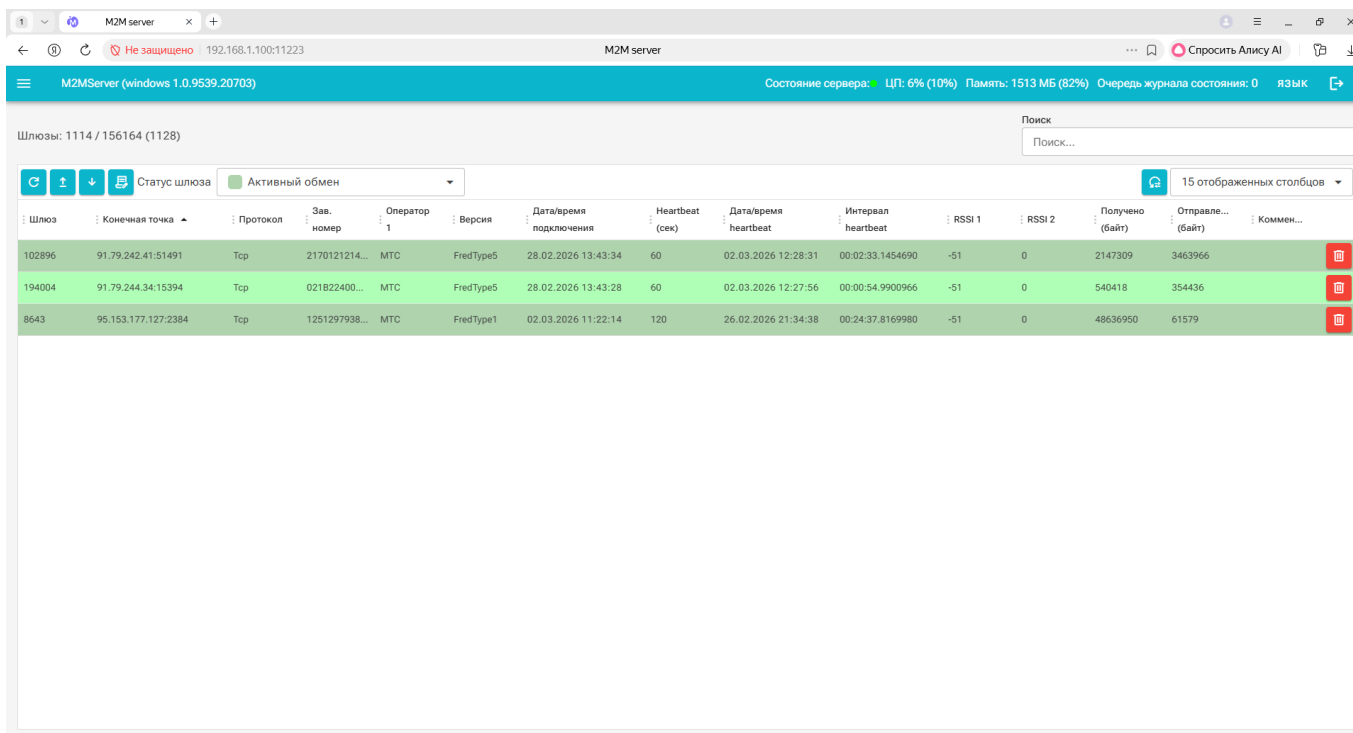 1 M2M server
Не защищено 192.168.1.100:11223 M2M server Спросить Алису AI
M2MServer (windows 1.0.9539.20703) Состояние сервера: ЦП: 6% (10%) Память: 1513 МБ (82%) Очередь журнала состояния: 0 ЯЗЫК
Шлюзы: 1114 / 156164 (1128)
Поиск
Поиск...
Статус шлюза Активный обмен 15 отображенных столбцов
Шлюз Конечная точка Протокол Зав. номер Оператор 1 Версия Дата/время подключения Heartbeat (сек) Дата/время heartbeat Интервал heartbeat RSSI 1 RSSI 2 Получено (байт) Отправле... (байт) Коммен...
102896 91.79.242.41:51491 Tcp 2170121214... МТС FredType5 28.02.2026 13:43:34 60 02.03.2026 12:28:31 00:02:33.1454690 -51 0 2147309 3463966
194004 91.79.244.34:15394 Tcp 021B22400... МТС FredType5 28.02.2026 13:43:28 60 02.03.2026 12:27:56 00:00:54.9900966 -51 0 540418 354436
8643 95.153.177.127:2384 Tcp 1251297938... МТС FredType1 02.03.2026 11:22:14 120 26.02.2026 21:34:38 00:24:37.8169980 -51 0 48636950 61579